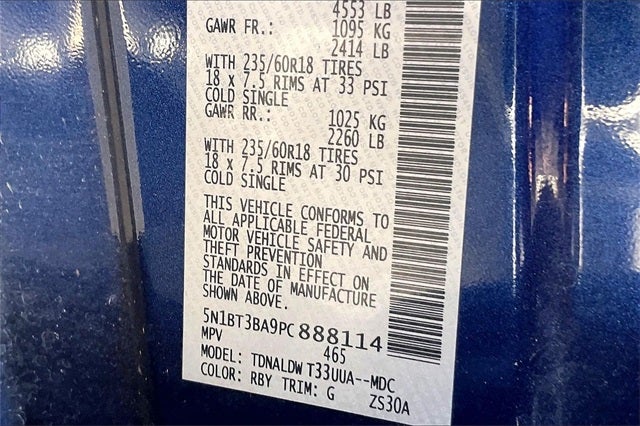 4553 LB
GAWR FR.: 1095 KG
2414 LB
WITH 235/60R18 TIRES
18 x 7.5 RIMS AT 33 PSI
COLD SINGLE
GAWR RR.: 1025 KG
2260 LB
WITH 235/60R18 TIRES
18 x 7.5 RIMS AT 30 PSI
COLD SINGLE
THIS VEHICLE CONFORMS TO
ALL APPLICABLE FEDERAL
MOTOR VEHICLE SAFETY AND
THEFT PREVENTION
STANDARDS IN EFFECT ON
THE DATE OF MANUFACTURE
SHOWN ABOVE.
5N1BT3BA9PC 888114
MPV 465
MODEL: TDNALDW T33UUA--MDC
COLOR: RBY TRIM: G ZS30A